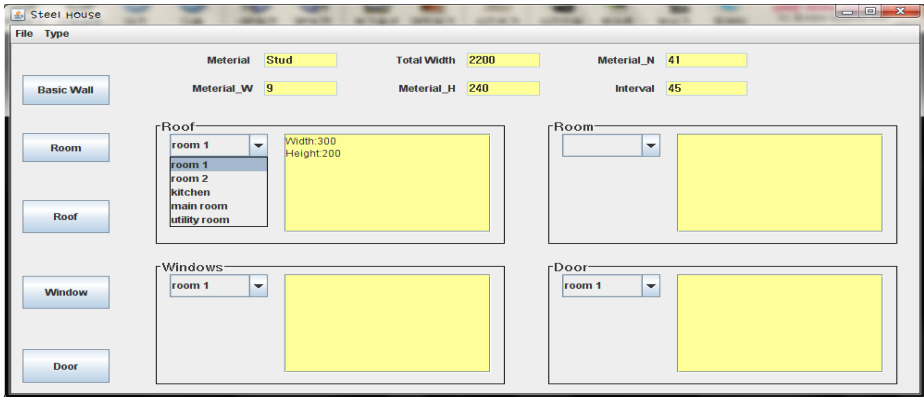 Steel House
File Type
Meterial Stud Total Width 2200 Meterial_N 41
Basic Wall Meterial_W 9 Meterial_H 240 Interval 45
Roof
Room
Room
room 1
Width:300
Height:200
room 1
room 2
kitchen
main room
utility room
Roof
Windows
Door
Window
room 1
room 1
Door